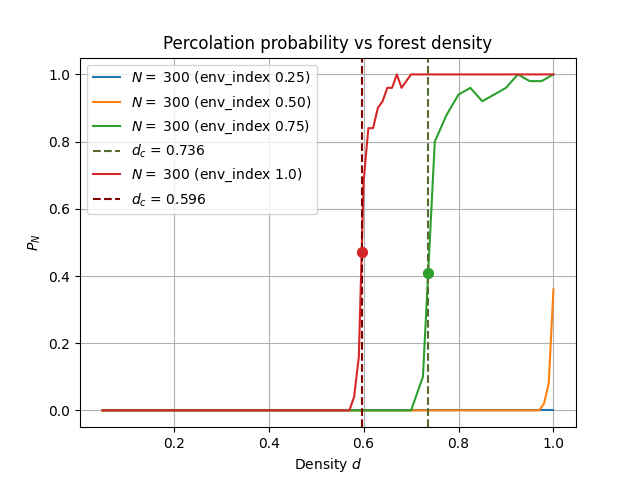 Percolation probability vs forest density
N = 300 (env_index 0.25)
N = 300 (env_index 0.50)
N = 300 (env_index 0.75)
d_c = 0.736
N = 300 (env_index 1.0)
d_c = 0.596
1.0
0.8
0.6
0.4
0.2
0.0
P_N
0.2 0.4 0.6 0.8 1.0
Density d